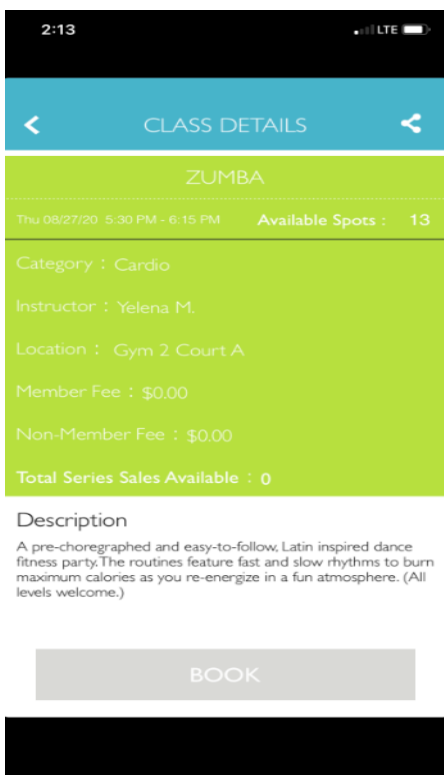 2:13 LTE
CLASS DETAILS
ZUMBA
Thu 08/27/20 5:30 PM - 6:15 PM Available Spots : 13
Category : Cardio
Instructor : Yelena M.
Location : Gym 2 Court A
Member Fee : $0.00
Non-Member Fee : $0.00
Total Series Sales Available : 0
Description
A pre-choregraphed and easy-to-follow, Latin inspired dance
fitness party. The routines feature fast and slow rhythms to burn
maximum calories as you re-energize in a fun atmosphere. (All
levels welcome.)
BOOK